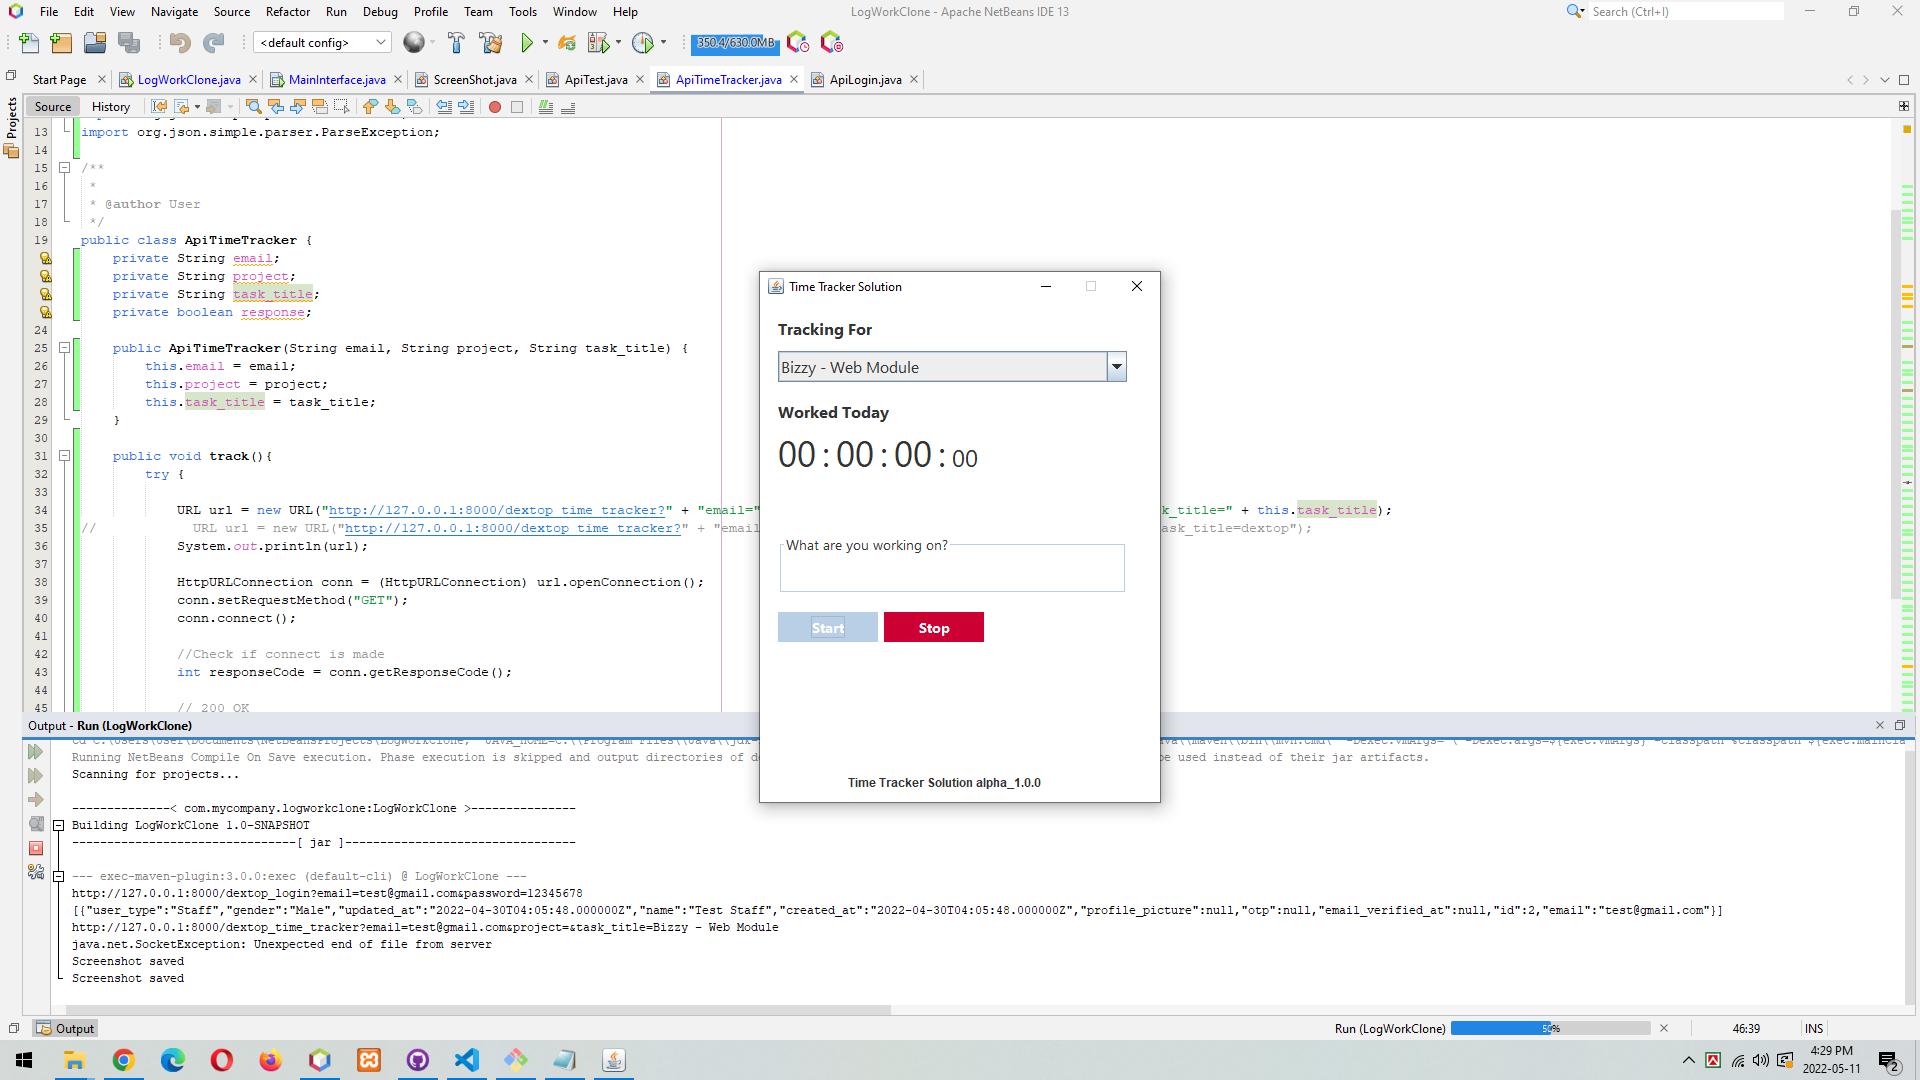 File Edit View Navigate Source Refactor Run Debug Profile Team Tools Window Help
LogWorkClone - Apache NetBeans IDE 13
Search (Ctrl+I)
<default config>
350.4/630.0MB
Start Page
LogWorkClone.java
MainInterface.java
ScreenShot.java
ApiTest.java
ApiTimeTracker.java
ApiLogin.java
Projects
Source History
13 import org.json.simple.parser.ParseException;
14
15 /**
16 *
17 * @author User
18 */
19 public class ApiTimeTracker {
private String email;
private String project;
private String task_title;
private boolean response;
24
25 public ApiTimeTracker(String email, String project, String task_title) {
26 this.email = email;
27 this.project = project;
28 this.task_title = task_title;
29 }
30
31 public void track(){
32 try {
33
34 URL url = new URL("http://127.0.0.1:8000/dextop_time_tracker?" + "email=" k_title=" + this.task_title);
35 // URL url = new URL("http://127.0.0.1:8000/dextop_time_tracker?" + "email ask_title=dextop");
36 System.out.println(url);
37
38 HttpURLConnection conn = (HttpURLConnection) url.openConnection();
39 conn.setRequestMethod("GET");
40 conn.connect();
41
42 //Check if connect is made
43 int responseCode = conn.getResponseCode();
44
45 // 200 OK
Time Tracker Solution
Tracking For
Bizzy - Web Module
Worked Today
00:00:00:00
What are you working on?
Start Stop
Time Tracker Solution alpha_1.0.0
Output - Run (LogWorkClone)
Running NetBeans Compile On Save execution. Phase execution is skipped and output directories of de be used instead of their jar artifacts.
Scanning for projects...
--------------< com.mycompany.logworkclone:LogWorkClone >---------------
Building LogWorkClone 1.0-SNAPSHOT
--------------------------------[ jar ]---------------------------------
--- exec-maven-plugin:3.0.0:exec (default-cli) @ LogWorkClone ---
http://127.0.0.1:8000/dextop_login?email=test@gmail.com&password=12345678
[{"user_type":"Staff","gender":"Male","updated_at":"2022-04-30T04:05:48.000000Z","name":"Test Staff","created_at":"2022-04-30T04:05:48.000000Z","profile_picture":null,"otp":null,"email_verified_at":null,"id":2,"email":"test@gmail.com"}]
http://127.0.0.1:8000/dextop_time_tracker?email=test@gmail.com&project=&task_title=Bizzy - Web Module
java.net.SocketException: Unexpected end of file from server
Screenshot saved
Screenshot saved
Output
Run (LogWorkClone) 50%
46:39
INS
4:29 PM
2022-05-11
2